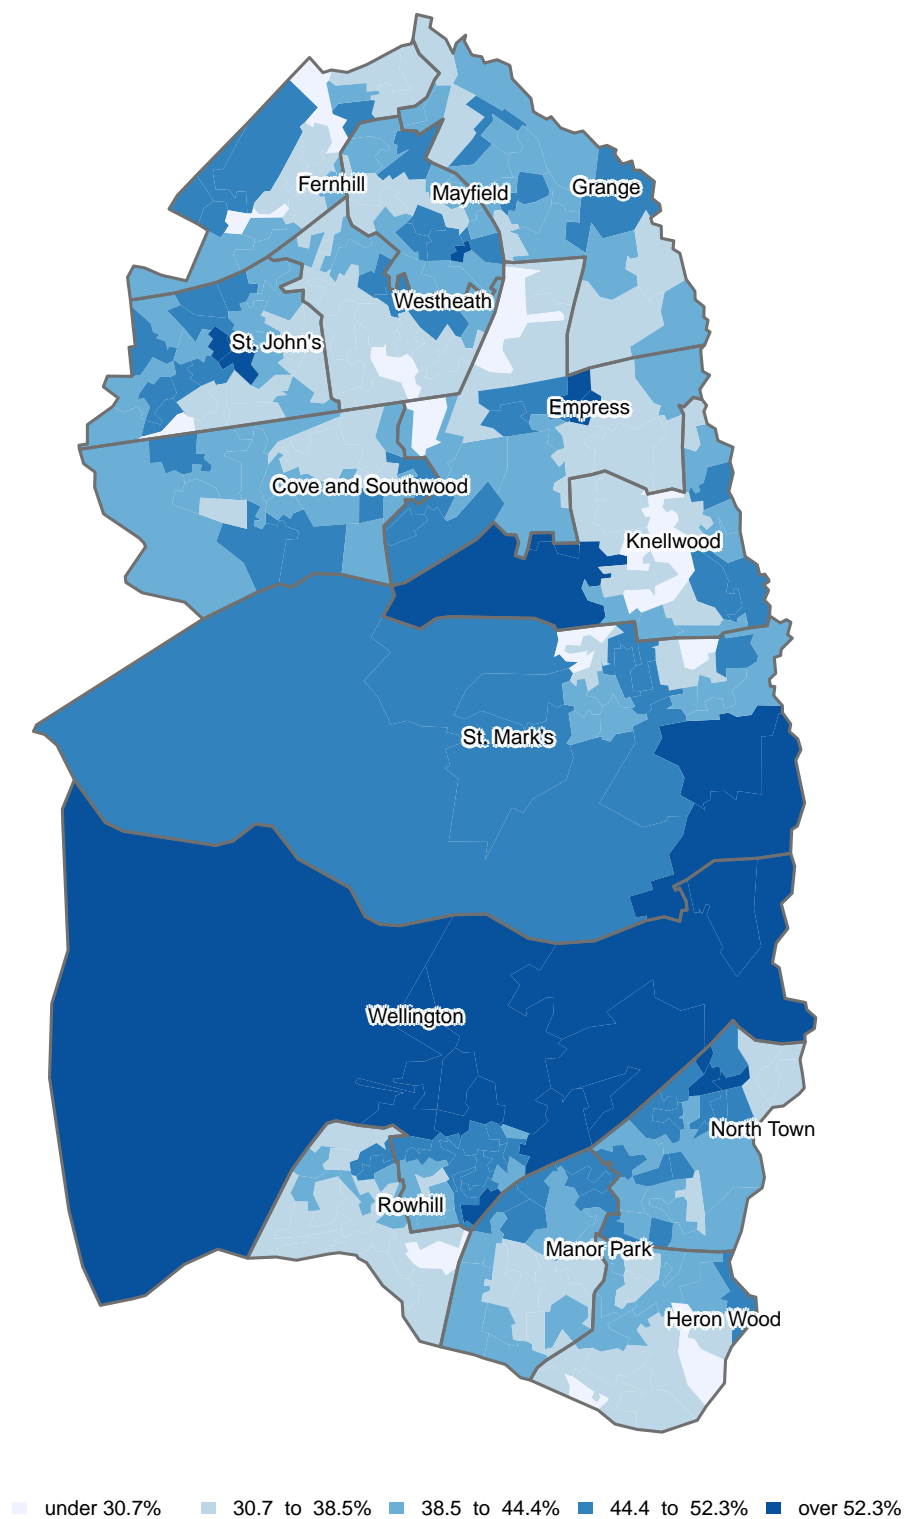 Fernhill
Mayfield
Grange
Westheath
St. John's
Empress
Cove and Southwood
Knellwood
St. Mark's
Wellington
North Town
Rowhill
Manor Park
Heron Wood
under 30.7% 30.7 to 38.5% 38.5 to 44.4% 44.4 to 52.3% over 52.3%